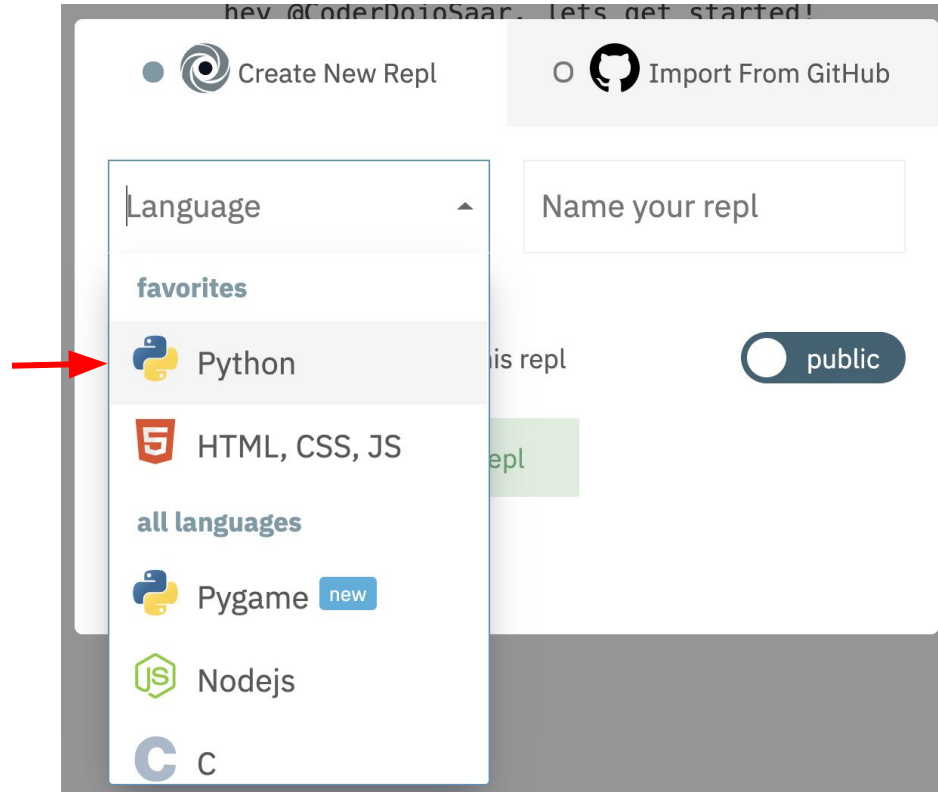 hey @CoderDojoSaar, lets get started!
Create New Repl
Import From GitHub
Language
Name your repl
favorites
Python
is repl
public
HTML, CSS, JS
epl
all languages
Pygame new
Nodejs
C